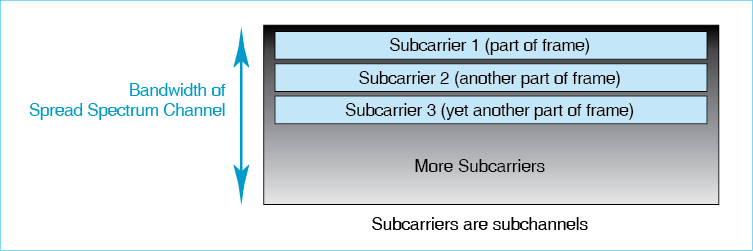 Subcarrier 1 (part of frame)
Subcarrier 2 (another part of frame)
Subcarrier 3 (yet another part of frame)
More Subcarriers
Bandwidth of
Spread Spectrum Channel
Subcarriers are subchannels